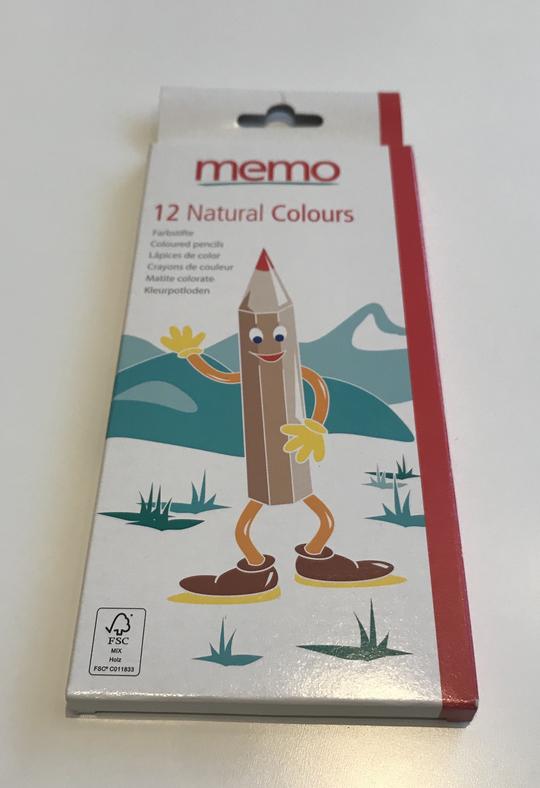 memo
12 Natural Colours
Farbstifte
Coloured pencils
Lápices de color
Crayons de couleur
Matite colorate
Kleurpotloden
FSC
MIX
Holz
FSC® C011833